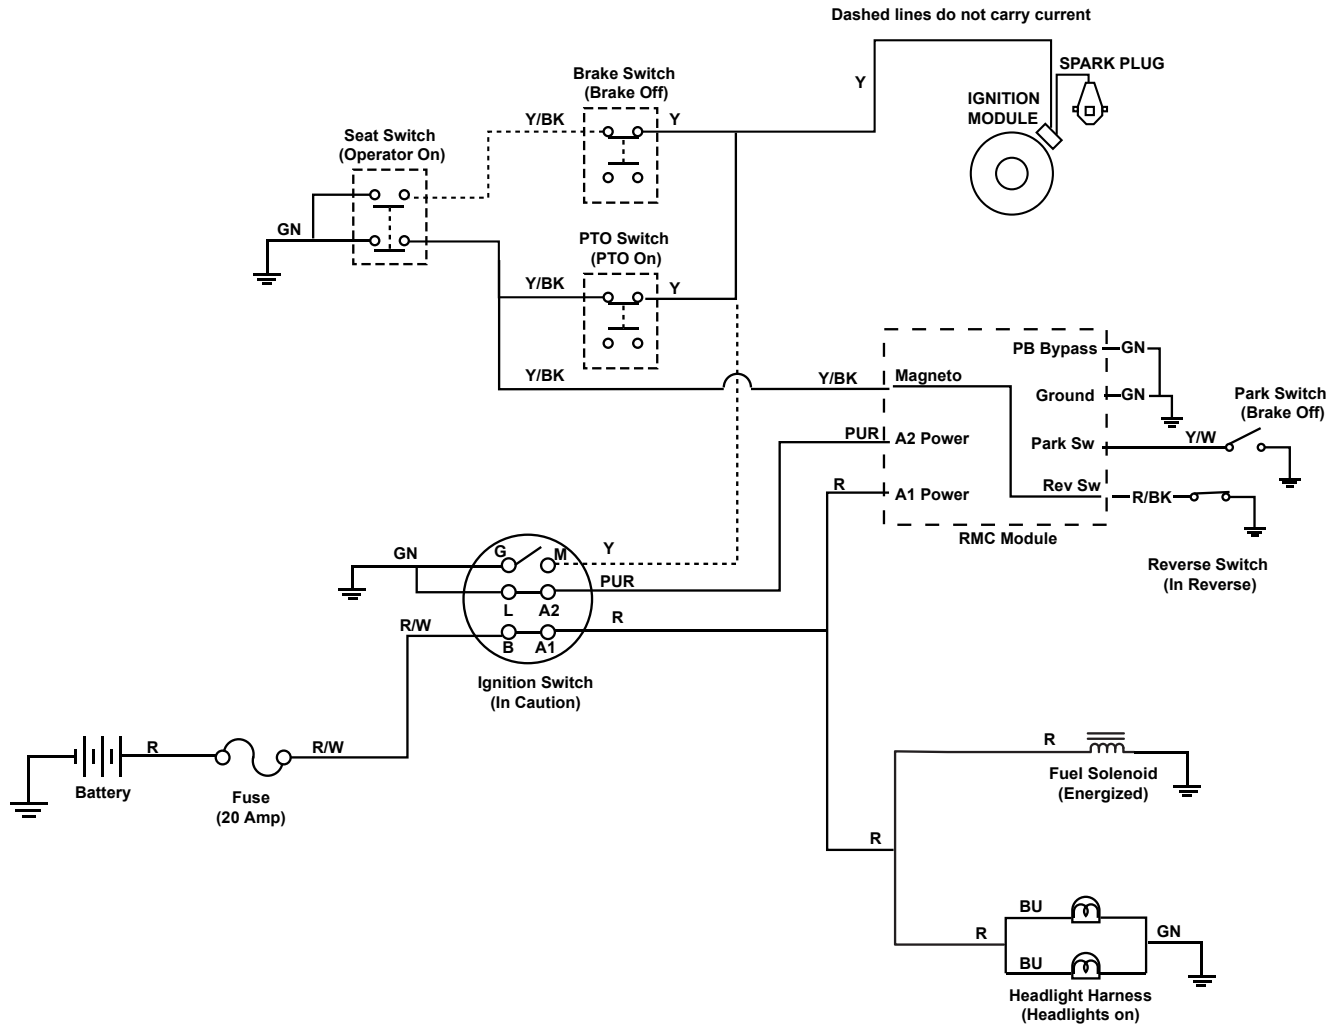 Dashed lines do not carry current
SPARK PLUG
Y
Brake Switch
(Brake Off)
IGNITION
MODULE
Y/BK
Y
Seat Switch
(Operator On)
GN
PTO Switch
(PTO On)
Y/BK
Y
PB Bypass
GN
Y/BK
Y/BK
Magneto
Ground
GN
Park Switch
(Brake Off)
PUR
A2 Power
Park Sw
Y/W
R
A1 Power
Rev Sw
R/BK
RMC Module
Reverse Switch
(In Reverse)
GN
G
M
Y
PUR
L
A2
R/W
R
B
A1
Ignition Switch
(In Caution)
R
R/W
Battery
Fuse
(20 Amp)
R
Fuel Solenoid
(Energized)
R
BU
R
GN
BU
Headlight Harness
(Headlights on)